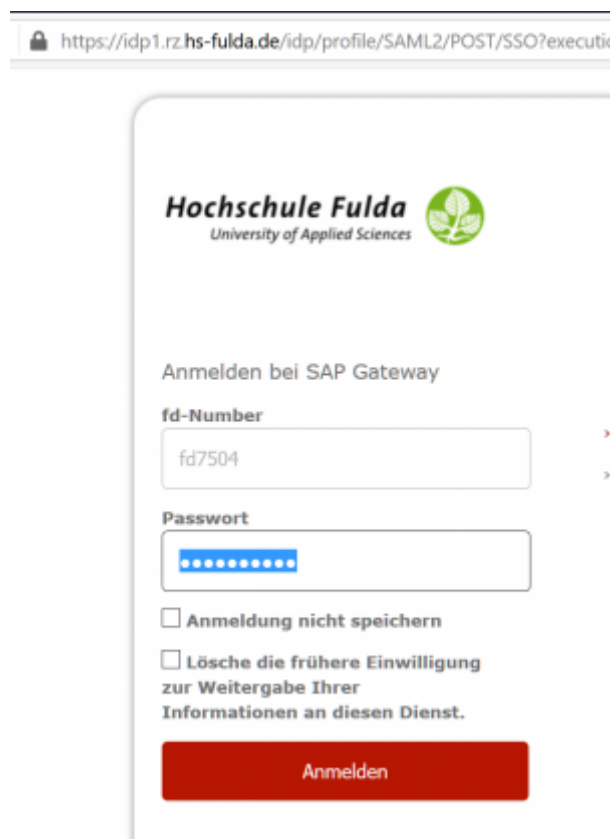 https://idp1.rz.hs-fulda.de/idp/profile/SAML2/POST/SSO?executi
Hochschule Fulda
University of Applied Sciences
Anmelden bei SAP Gateway
fd-Number
fd7504
Passwort
••••••••••
Anmeldung nicht speichern
Lösche die frühere Einwilligung
zur Weitergabe Ihrer
Informationen an diesen Dienst.
Anmelden